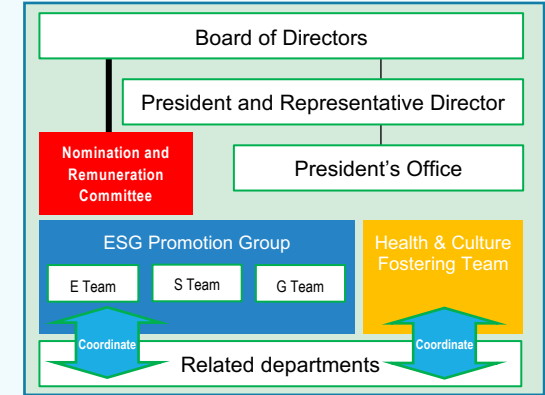 Board of Directors
President and Representative Director
Nomination and
Remuneration
Committee
President’s Office
ESG Promotion Group
E Team
S Team
G Team
Health & Culture
Fostering Team
Coordinate
Coordinate
Related departments